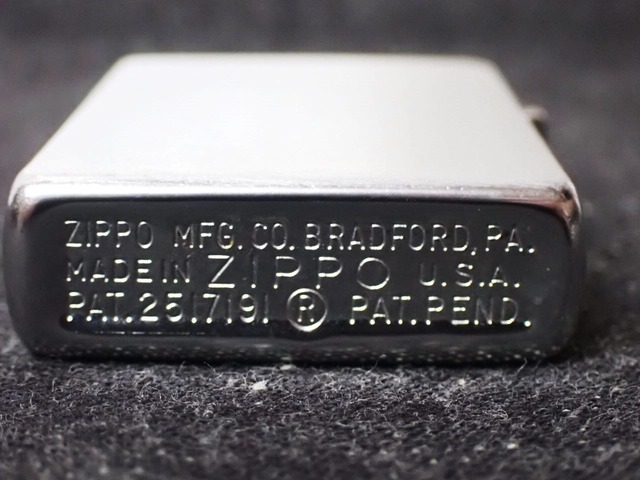 ZIPPO MFG. CO. BRADFORD, PA.
MADE IN ZIPPO U.S.A.
PAT. 2517191 ® PAT. PEND.